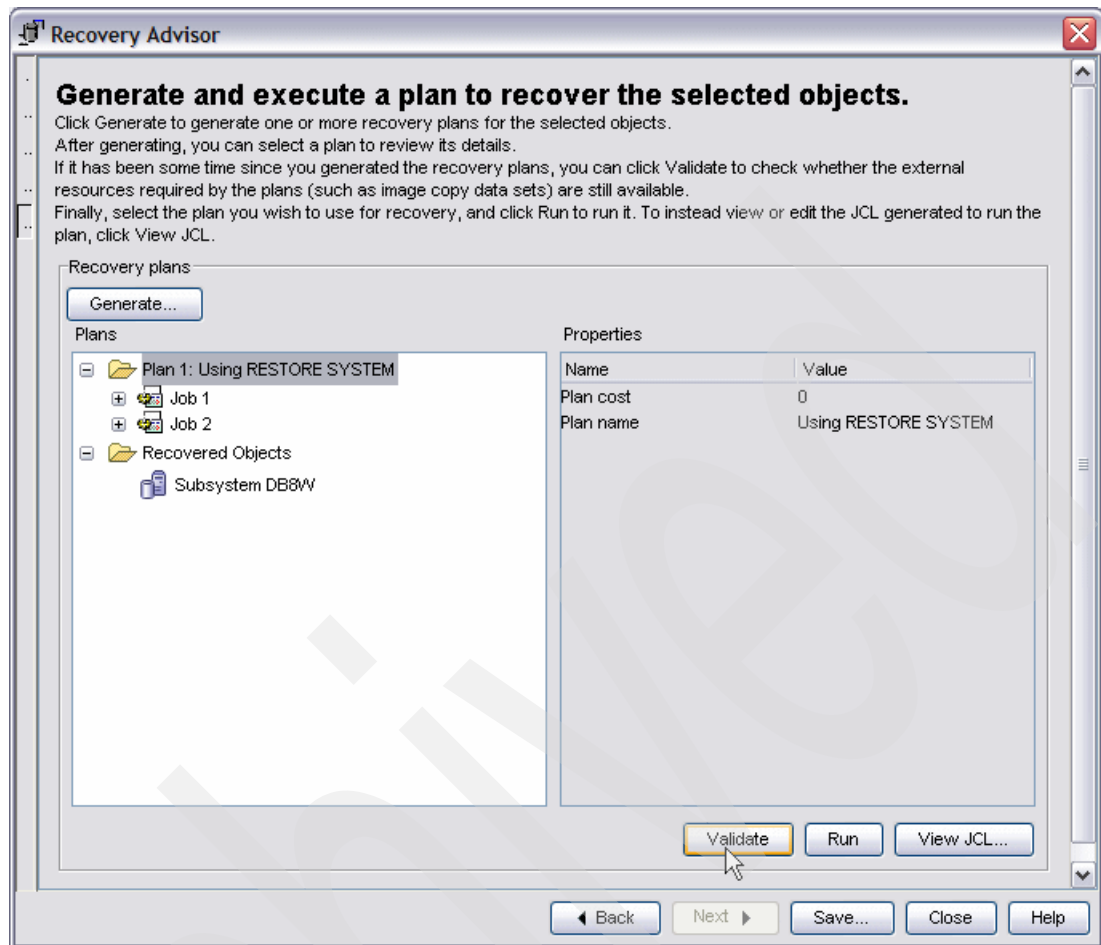 Recovery Advisor
Generate and execute a plan to recover the selected objects.
Click Generate to generate one or more recovery plans for the selected objects.
After generating, you can select a plan to review its details.
If it has been some time since you generated the recovery plans, you can click Validate to check whether the external
resources required by the plans (such as image copy data sets) are still available.
Finally, select the plan you wish to use for recovery, and click Run to run it. To instead view or edit the JCL generated to run the
plan, click View JCL.
Recovery plans
Generate...
Plans
Properties
Plan 1: Using RESTORE SYSTEM
Job 1
Job 2
Recovered Objects
Subsystem DB8W
Name Value
Plan cost 0
Plan name Using RESTORE SYSTEM
Validate Run View JCL...
Back Next Save... Close Help